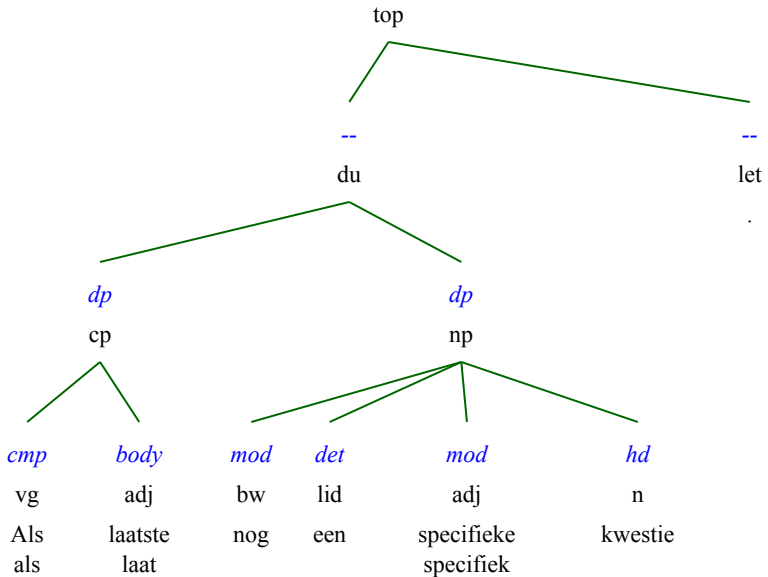 top
-- --
du let
.
dp dp
cp np
cmp body mod det mod hd
vg adj bw lid adj n
Als laatste nog een specifieke kwestie
als laat specifiek